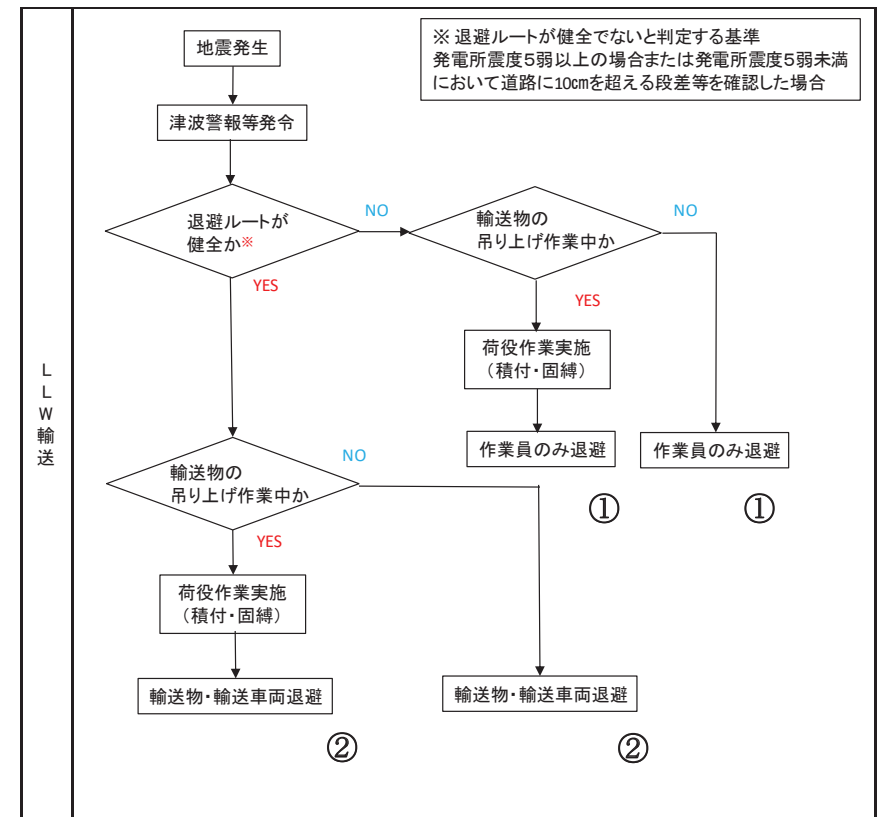 LLW輸送
地震発生
※ 退避ルートが健全でないと判定する基準
発電所震度5弱以上の場合または発電所震度5弱未満
において道路に10㎝を超える段差等を確認した場合
津波警報等発令
退避ルートが
健全か※
NO
YES
輸送物の
吊り上げ作業中か
NO
YES
荷役作業実施
（積付・固縛）
作業員のみ退避
①
作業員のみ退避
①
輸送物の
吊り上げ作業中か
NO
YES
荷役作業実施
（積付・固縛）
輸送物・輸送車両退避
②
輸送物・輸送車両退避
②